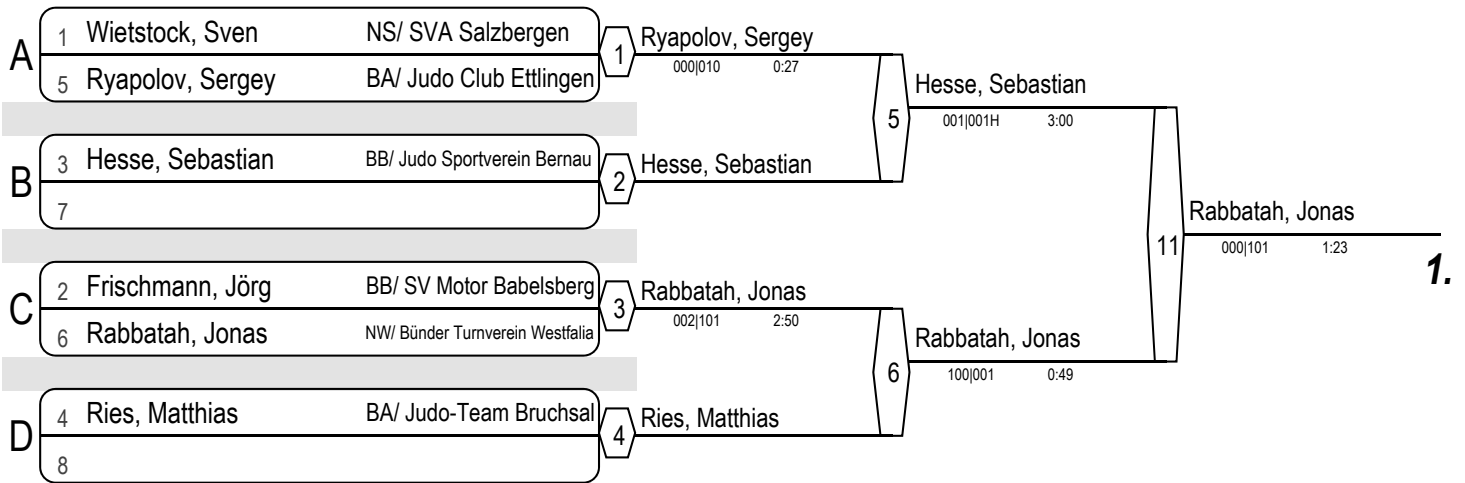 A
1 Wietstock, Sven NS/ SVA Salzbergen
5 Ryapolov, Sergey BA/ Judo Club Ettlingen
1
Ryapolov, Sergey
000|010 0:27
B
3 Hesse, Sebastian BB/ Judo Sportverein Bernau
7
2
Hesse, Sebastian
5
Hesse, Sebastian
001|001H 3:00
C
2 Frischmann, Jörg BB/ SV Motor Babelsberg
6 Rabbatah, Jonas NW/ Bünder Turnverein Westfalia
3
Rabbatah, Jonas
002|101 2:50
D
4 Ries, Matthias BA/ Judo-Team Bruchsal
8
4
Ries, Matthias
6
Rabbatah, Jonas
100|001 0:49
11
Rabbatah, Jonas
000|101 1:23
1.